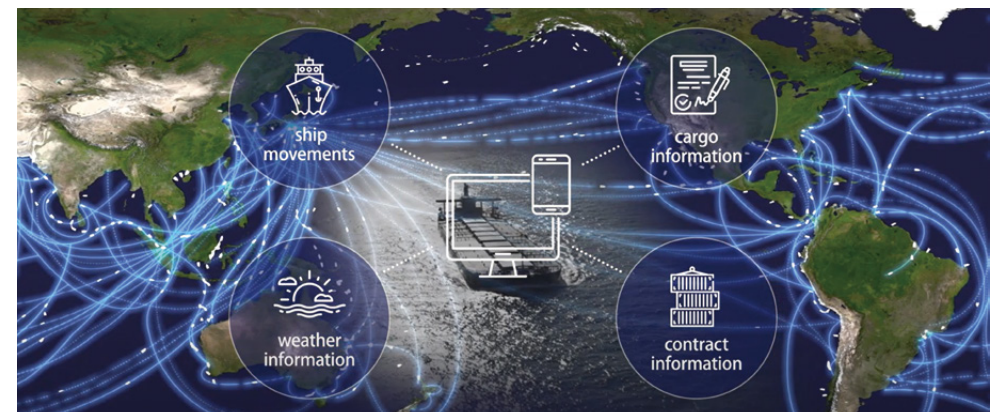 ship
movements
cargo
information
weather
information
contract
information